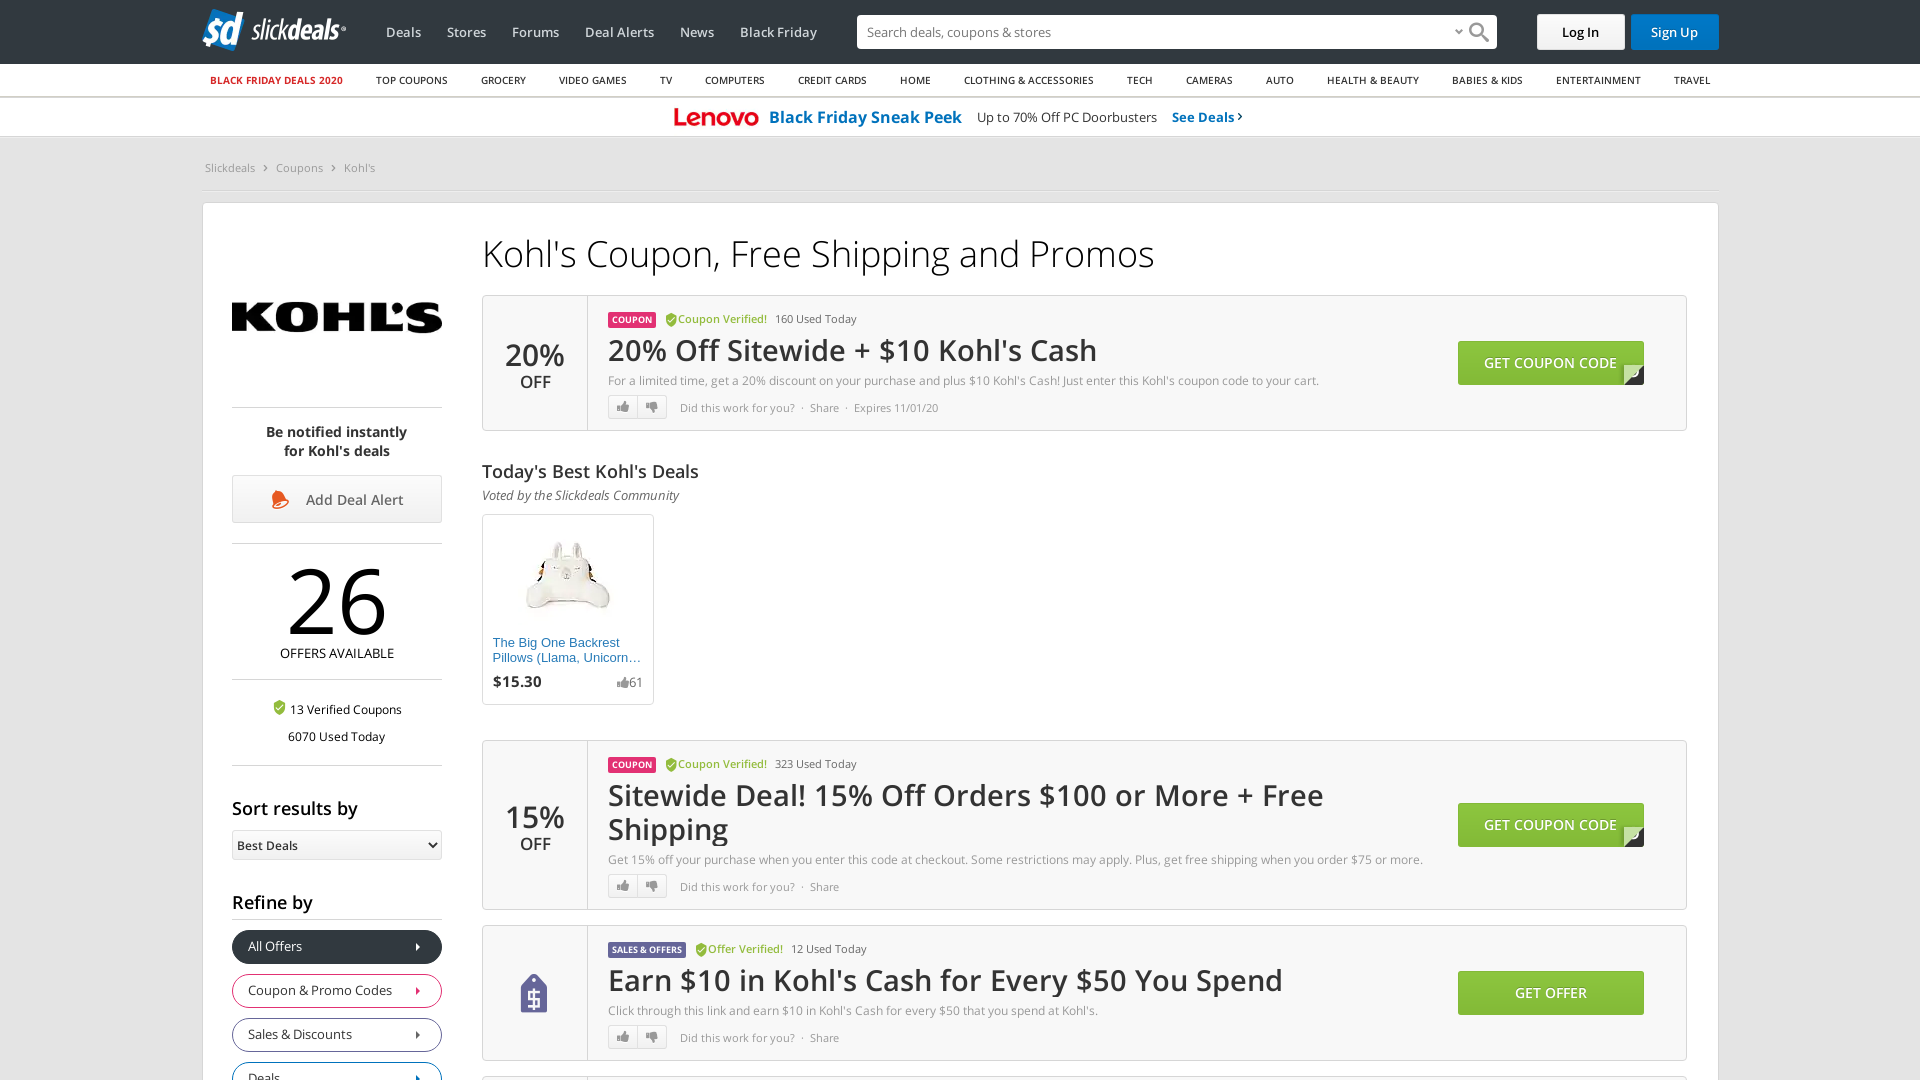 slickdeals
Deals
Stores
Forums
Deal Alerts
News
Black Friday
Search deals, coupons & stores
Log In
Sign Up
BLACK FRIDAY DEALS 2020
TOP COUPONS
GROCERY
VIDEO GAMES
TV
COMPUTERS
CREDIT CARDS
HOME
CLOTHING & ACCESSORIES
TECH
CAMERAS
AUTO
HEALTH & BEAUTY
BABIES & KIDS
ENTERTAINMENT
TRAVEL
Lenovo Black Friday Sneak Peek Up to 70% Off PC Doorbusters See Deals
Slickdeals > Coupons > Kohl's
KOHL'S
Be notified instantly
for Kohl's deals
Add Deal Alert
26
OFFERS AVAILABLE
13 Verified Coupons
6070 Used Today
Sort results by
Best Deals
Refine by
All Offers
Coupon & Promo Codes
Sales & Discounts
Deals
Kohl's Coupon, Free Shipping and Promos
20%
OFF
COUPON Coupon Verified! 160 Used Today
20% Off Sitewide + $10 Kohl's Cash
For a limited time, get a 20% discount on your purchase and plus $10 Kohl's Cash! Just enter this Kohl's coupon code to your cart.
Did this work for you? · Share · Expires 11/01/20
GET COUPON CODE
Today's Best Kohl's Deals
Voted by the Slickdeals Community
The Big One Backrest
Pillows (Llama, Unicorn…
$15.30 61
15%
OFF
COUPON Coupon Verified! 323 Used Today
Sitewide Deal! 15% Off Orders $100 or More + Free
Shipping
Get 15% off your purchase when you enter this code at checkout. Some restrictions may apply. Plus, get free shipping when you order $75 or more.
Did this work for you? · Share
GET COUPON CODE
SALES & OFFERS Offer Verified! 12 Used Today
Earn $10 in Kohl's Cash for Every $50 You Spend
Click through this link and earn $10 in Kohl's Cash for every $50 that you spend at Kohl's.
Did this work for you? · Share
GET OFFER